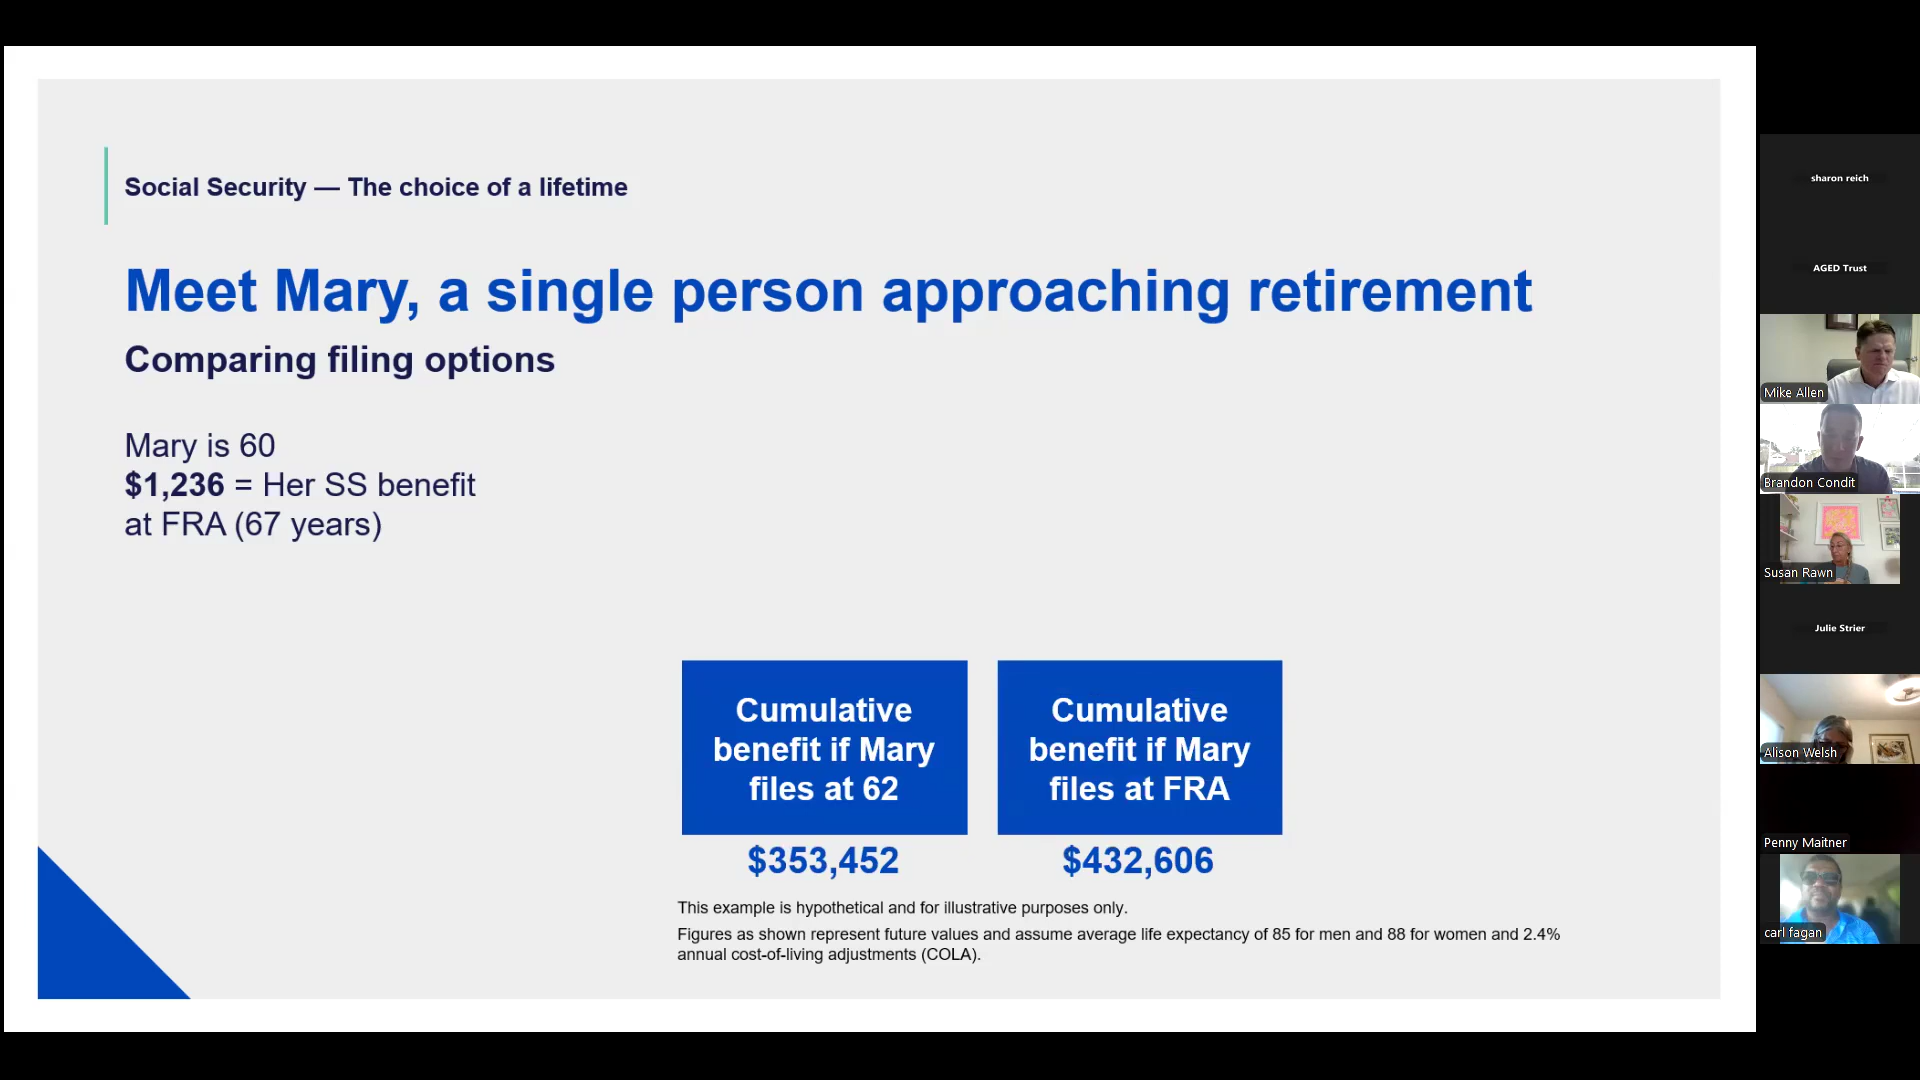 Social Security — The choice of a lifetime
Meet Mary, a single person approaching retirement
Comparing filing options
Mary is 60
$1,236 = Her SS benefit
at FRA (67 years)
Cumulative
benefit if Mary
files at 62
$353,452
Cumulative
benefit if Mary
files at FRA
$432,606
This example is hypothetical and for illustrative purposes only.
Figures as shown represent future values and assume average life expectancy of 85 for men and 88 for women and 2.4%
annual cost-of-living adjustments (COLA).
sharon reich
AGED Trust
Mike Allen
Brandon Condit
Susan Rawn
Julie Strier
Alison Welsh
Penny Maitner
carl fagan